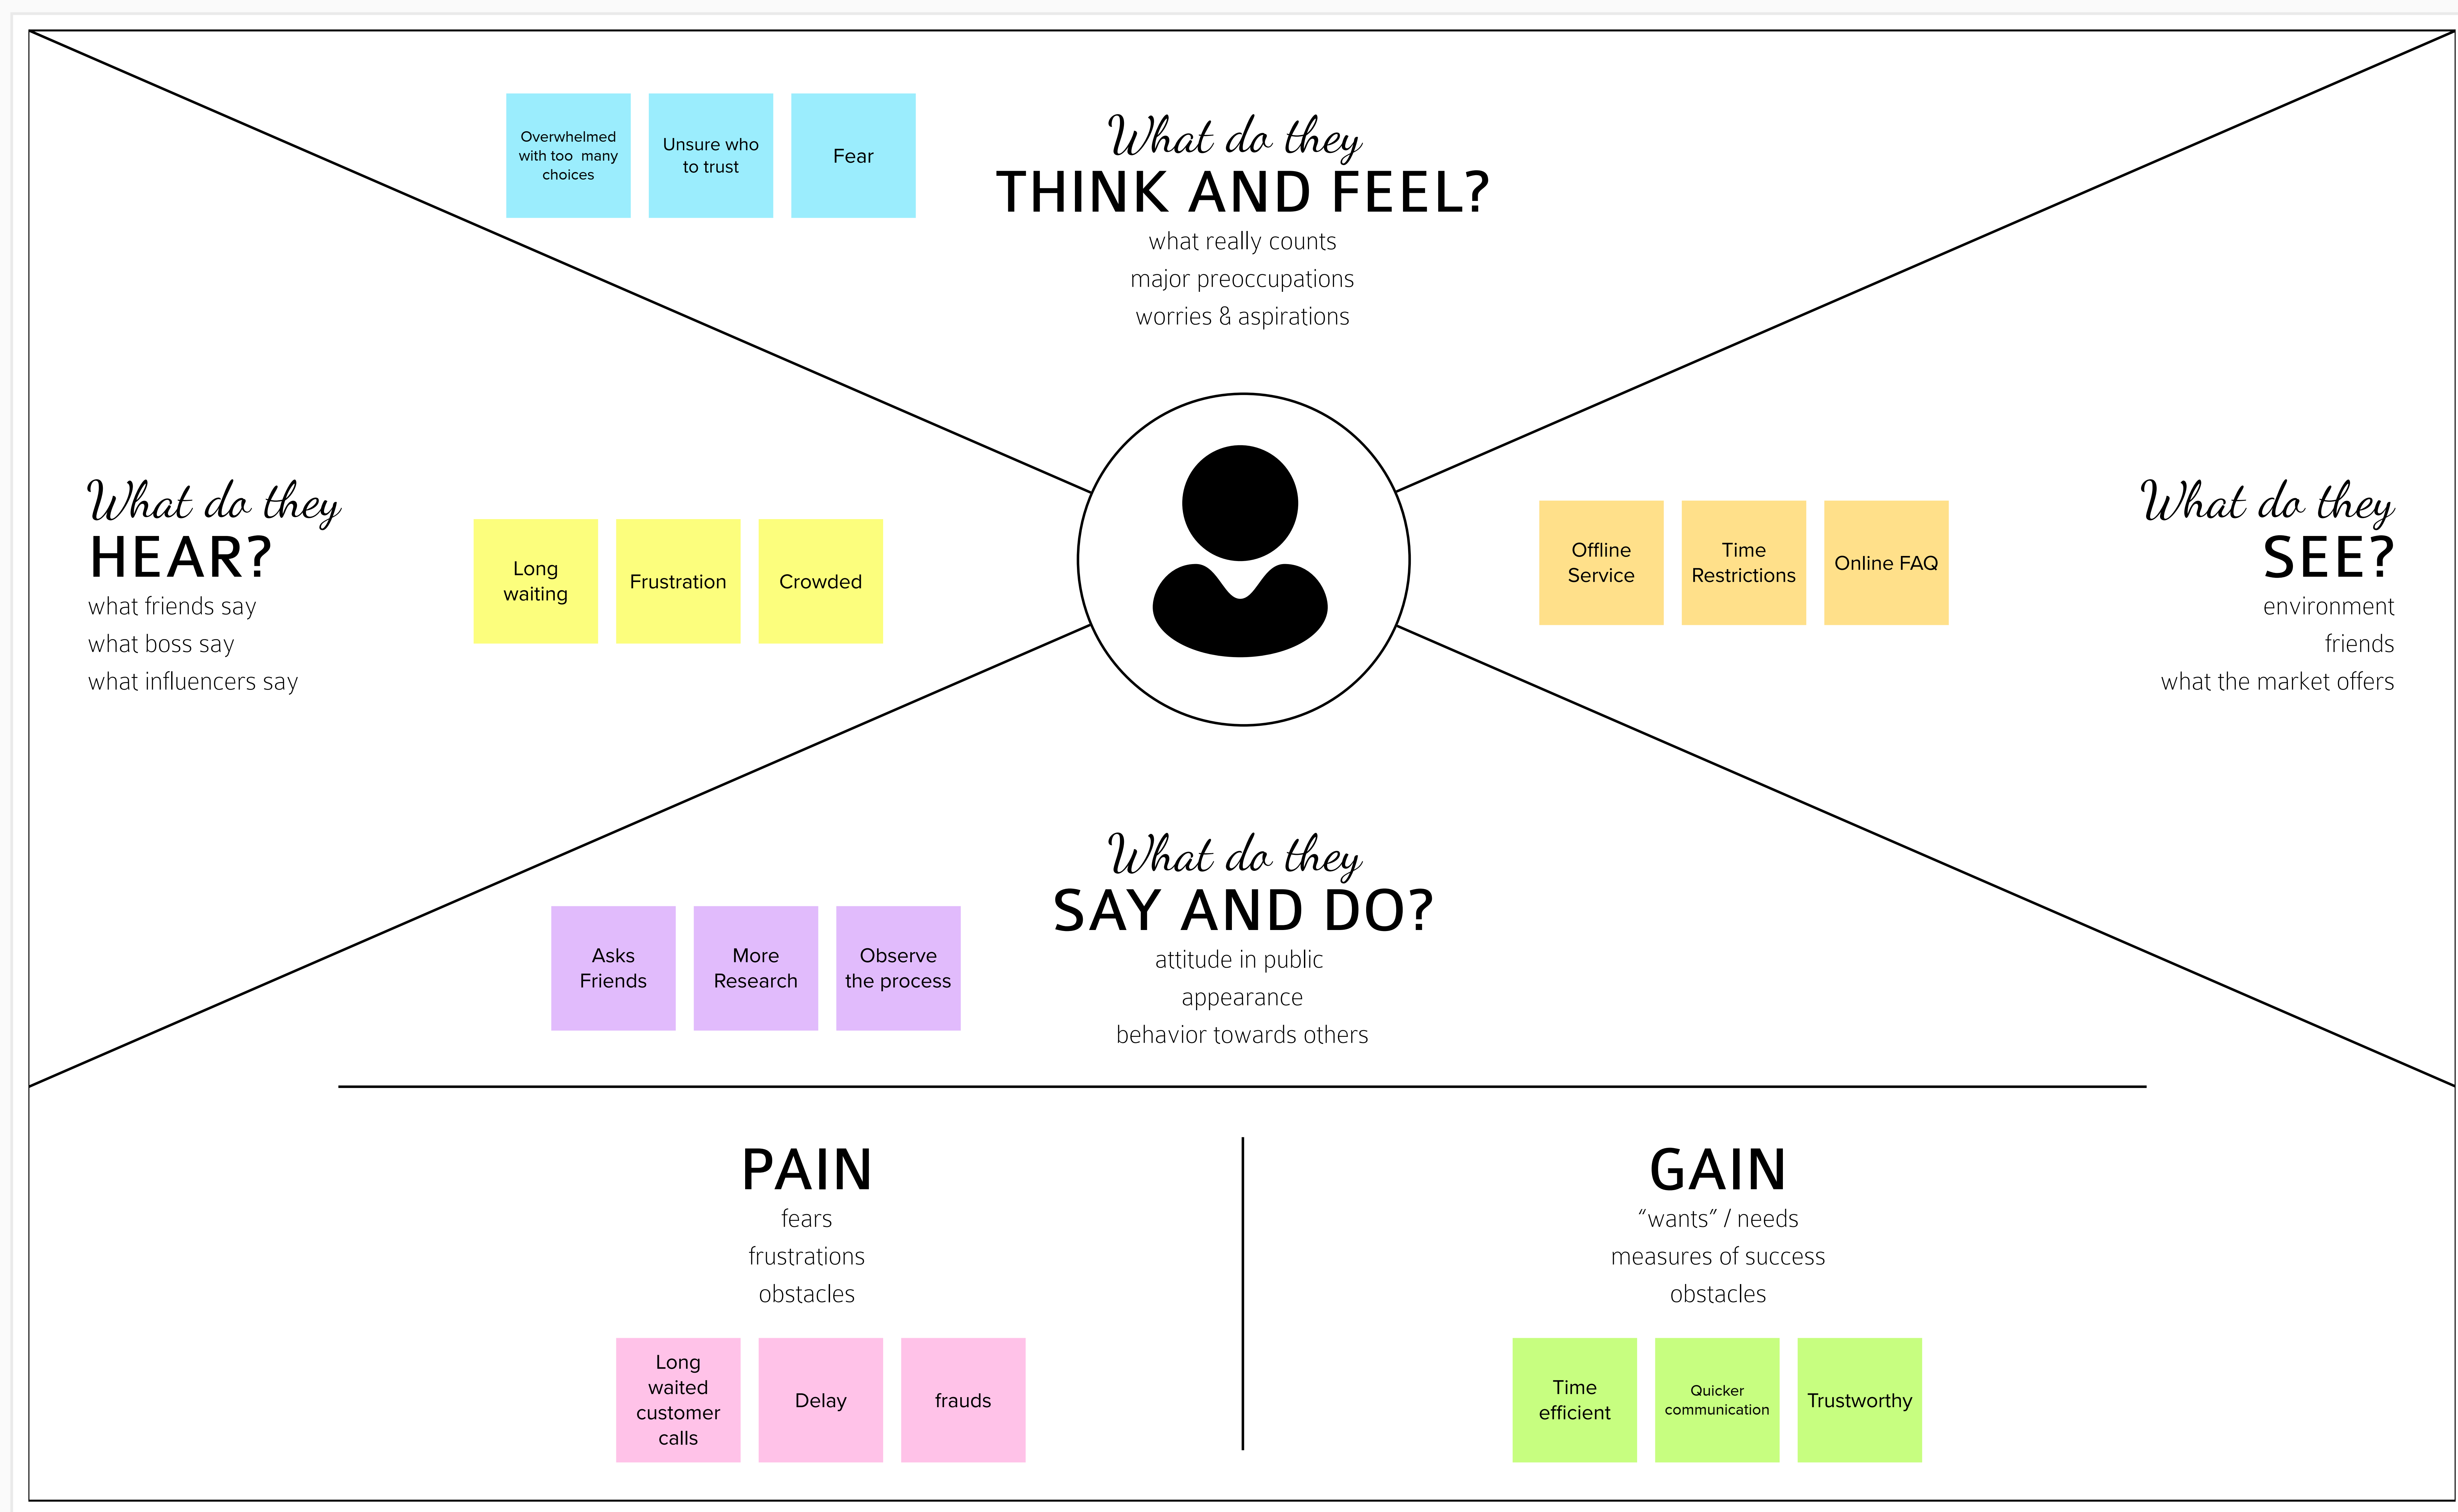 Overwhelmed
with too many
choices
Unsure who
to trust
Fear
What do they
THINK AND FEEL?
what really counts
major preoccupations
worries & aspirations
What do they
HEAR?
what friends say
what boss say
what influencers say
Long
waiting
Frustration
Crowded
Offline
Service
Time
Restrictions
Online FAQ
What do they
SEE?
environment
friends
what the market offers
Asks
Friends
More
Research
Observe
the process
What do they
SAY AND DO?
attitude in public
appearance
behavior towards others
PAIN
fears
frustrations
obstacles
Long
waited
customer
calls
Delay
frauds
GAIN
“wants” / needs
measures of success
obstacles
Time
efficient
Quicker
communication
Trustworthy